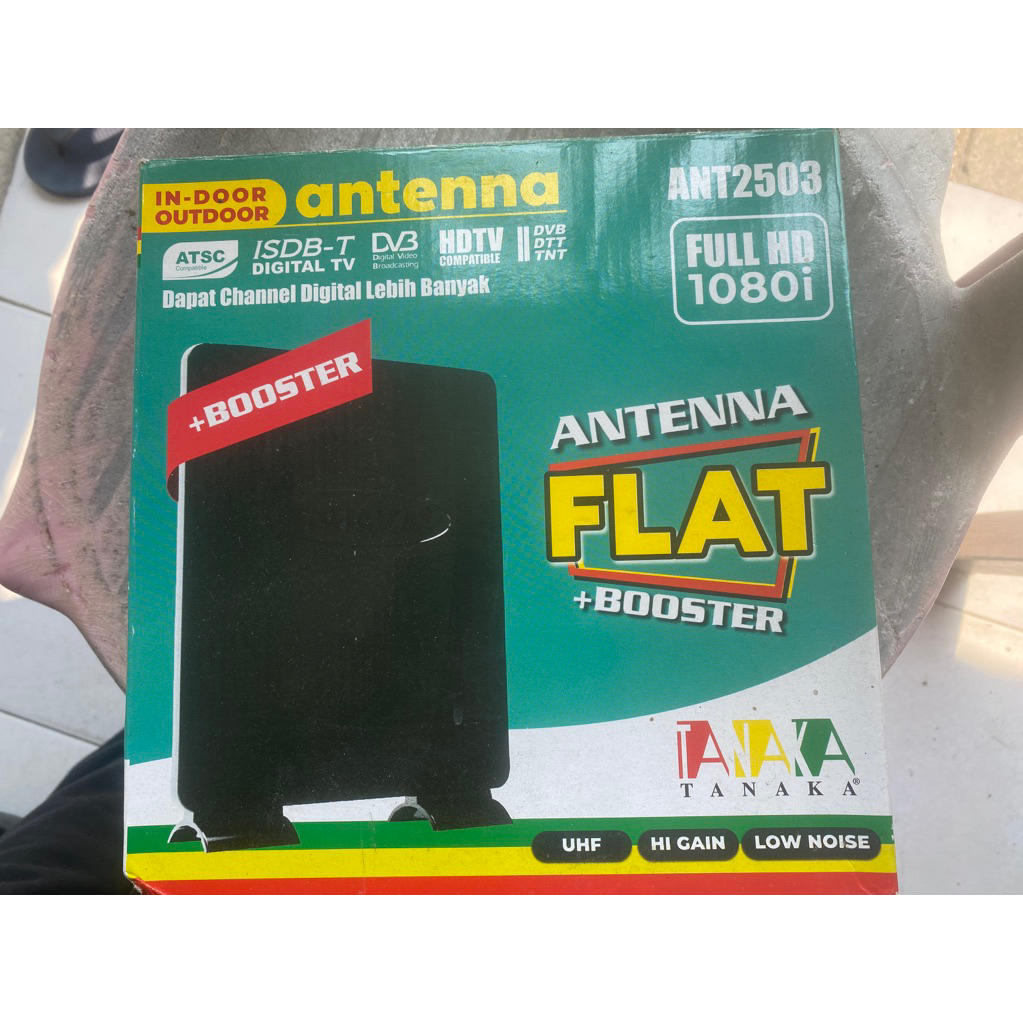 IN-DOOR
OUTDOOR
antenna
ANT2503
ATSC
Compatible
ISDB-T
DIGITAL TV
DVB
Digital Video
Broadcasting
HDTV
COMPATIBLE
DVB
DTT
TNT
FULL HD
1080i
Dapat Channel Digital Lebih Banyak
+BOOSTER
ANTENNA
FLAT
+BOOSTER
TANAKA
TANAKA®
UHF
HI GAIN
LOW NOISE